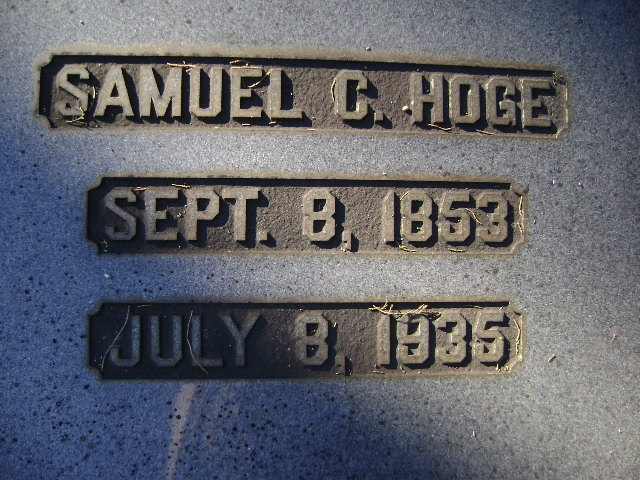 SAMUEL C. HOGE
SEPT. 8, 1853
JULY 8, 1935